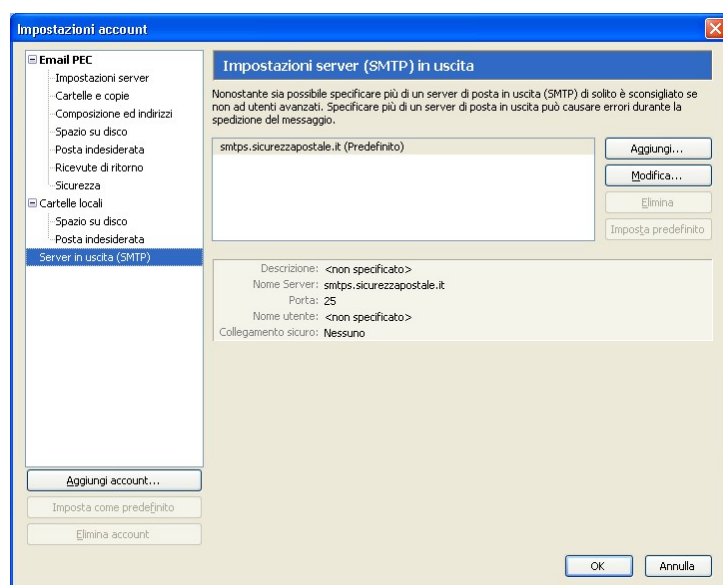 Impostazioni account
Email PEC
Impostazioni server
Cartelle e copie
Composizione ed indirizzi
Spazio su disco
Posta indesiderata
Ricevute di ritorno
Sicurezza
Cartelle locali
Spazio su disco
Posta indesiderata
Server in uscita (SMTP)
Aggiungi account...
Imposta come predefinito
Elimina account
Impostazioni server (SMTP) in uscita
Nonostante sia possibile specificare più di un server di posta in uscita (SMTP) di solito è sconsigliato se
non ad utenti avanzati. Specificare più di un server di posta in uscita può causare errori durante la
spedizione del messaggio.
smtps.sicurezzapostale.it (Predefinito)
Aggiungi...
Modifica...
Elimina
Imposta predefinito
Descrizione: <non specificato>
Nome Server: smtps.sicurezzapostale.it
Porta: 25
Nome utente: <non specificato>
Collegamento sicuro: Nessuno
OK
Annulla